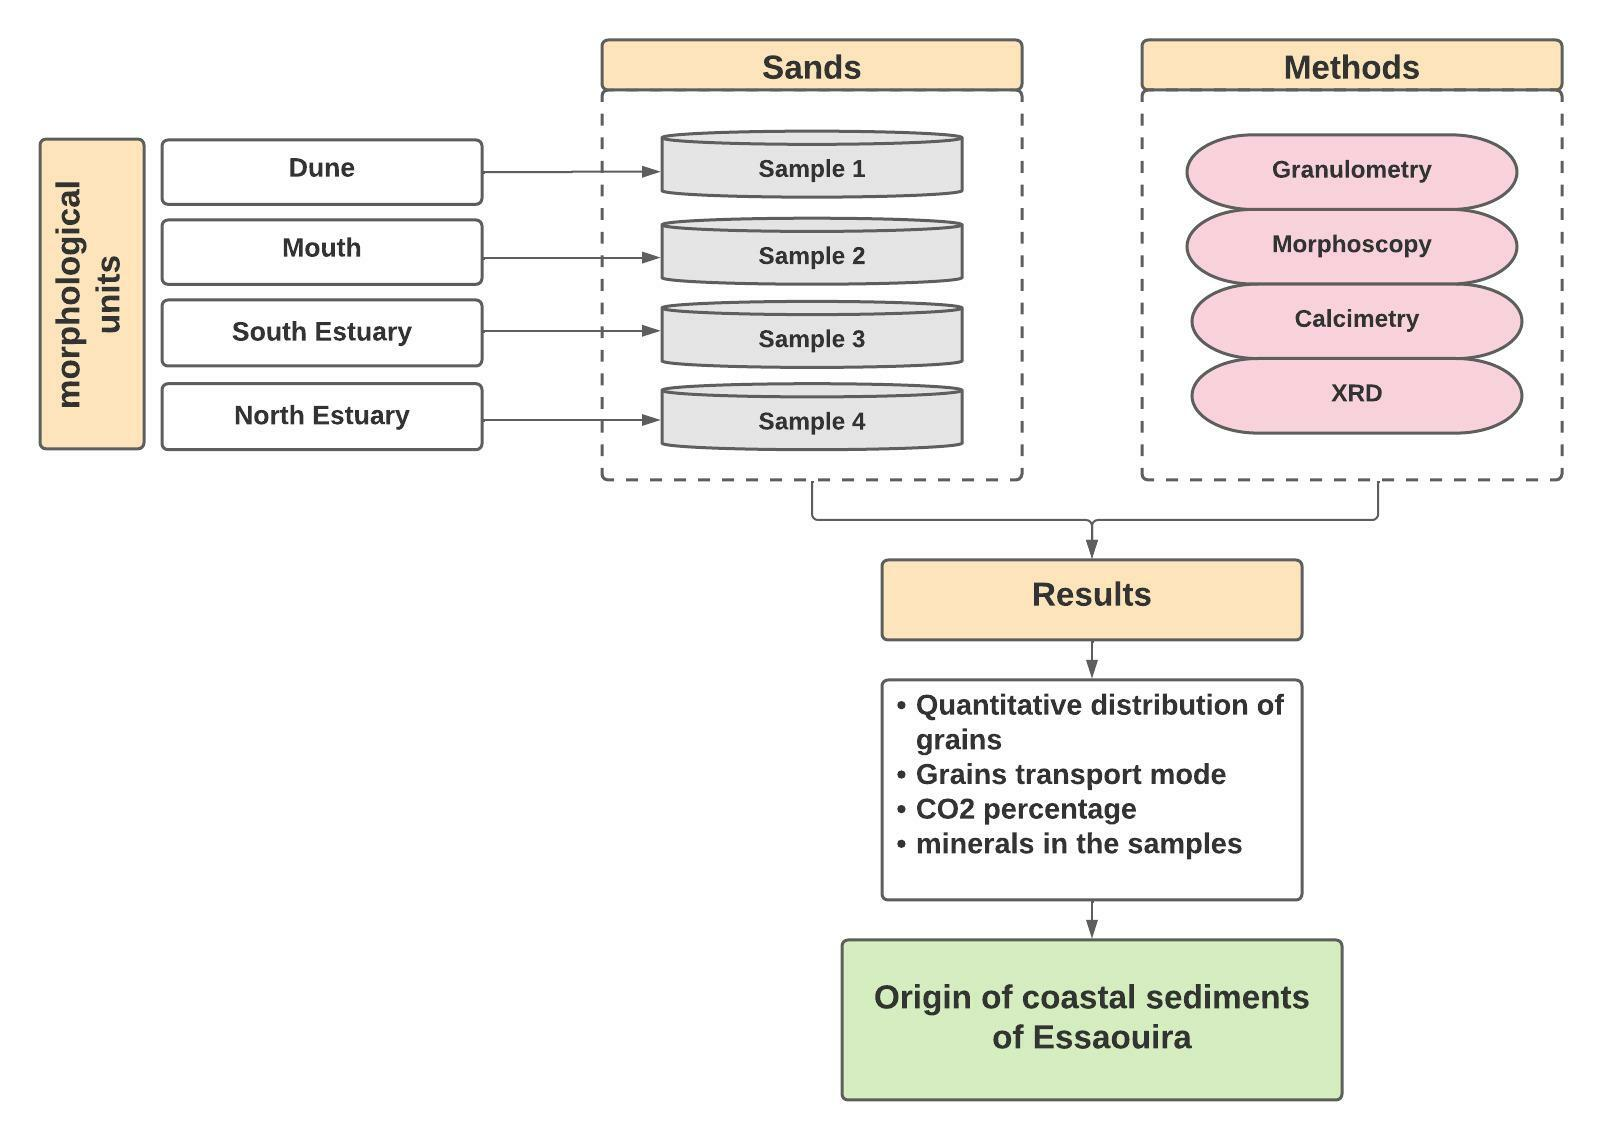 Sands
Methods
morphological
units
Dune
Sample 1
Granulometry
Mouth
Sample 2
Morphoscopy
South Estuary
Sample 3
Calcimetry
North Estuary
Sample 4
XRD
Results
• Quantitative distribution of
grains
• Grains transport mode
• CO2 percentage
• minerals in the samples
Origin of coastal sediments
of Essaouira